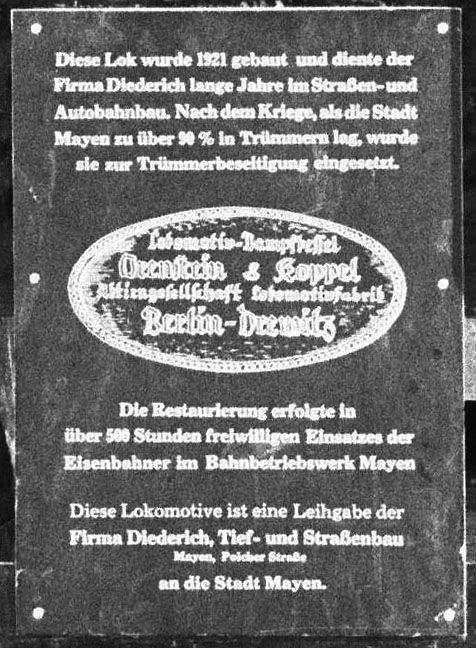 Diese Lok wurde 1921 gebaut und diente der
Firma Diederich lange Jahre im Straßen- und
Autobahnbau. Nach dem Kriege, als die Stadt
Mayen zu über 90 % in Trümmern lag, wurde
sie zur Trümmerbeseitigung eingesetzt.
Lokomotiv-Dampfkessel
Orenstein & Koppel
Aktiengesellschaft Lokomotivfabrik
Berlin-Drewitz
Die Restaurierung erfolgte in
über 500 Stunden freiwilligen Einsatzes der
Eisenbahner im Bahnbetriebswerk Mayen
Diese Lokomotive ist eine Leihgabe der
Firma Diederich, Tief- und Straßenbau
Mayen, Polcher Straße
an die Stadt Mayen.